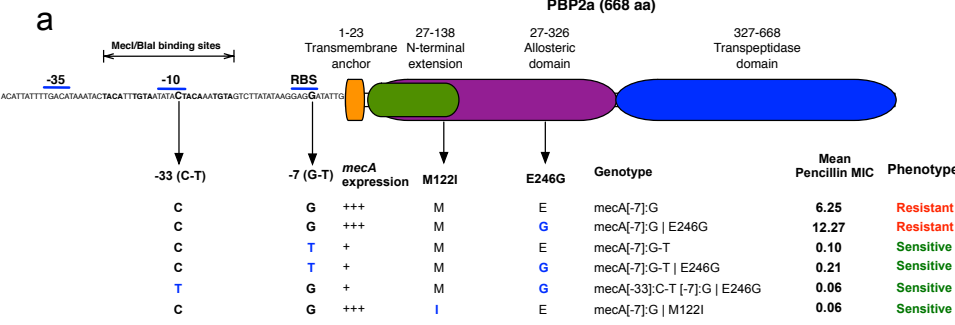 a
PBP2a (668 aa)
MecI/BlaI binding sites
1-23
Transmembrane
anchor
27-138
N-terminal
extension
27-326
Allosteric
domain
327-668
Transpeptidase
domain
-35
-10
RBS
ACATTATTTTGACATAAATACTACATTTGTAATATACTACAAATGTAGTCTTATATAAGGAGGATATTG
-33 (C-T)
-7 (G-T)
mecA
expression
M122I
E246G
Genotype
Mean
Pencillin MIC
Phenotype
C G +++ M E mecA[-7]:G 6.25 Resistant
C G +++ M G mecA[-7]:G | E246G 12.27 Resistant
C T + M E mecA[-7]:G-T 0.10 Sensitive
C T + M G mecA[-7]:G-T | E246G 0.21 Sensitive
T G + M G mecA[-33]:C-T [-7]:G | E246G 0.06 Sensitive
C G +++ I E mecA[-7]:G | M122I 0.06 Sensitive